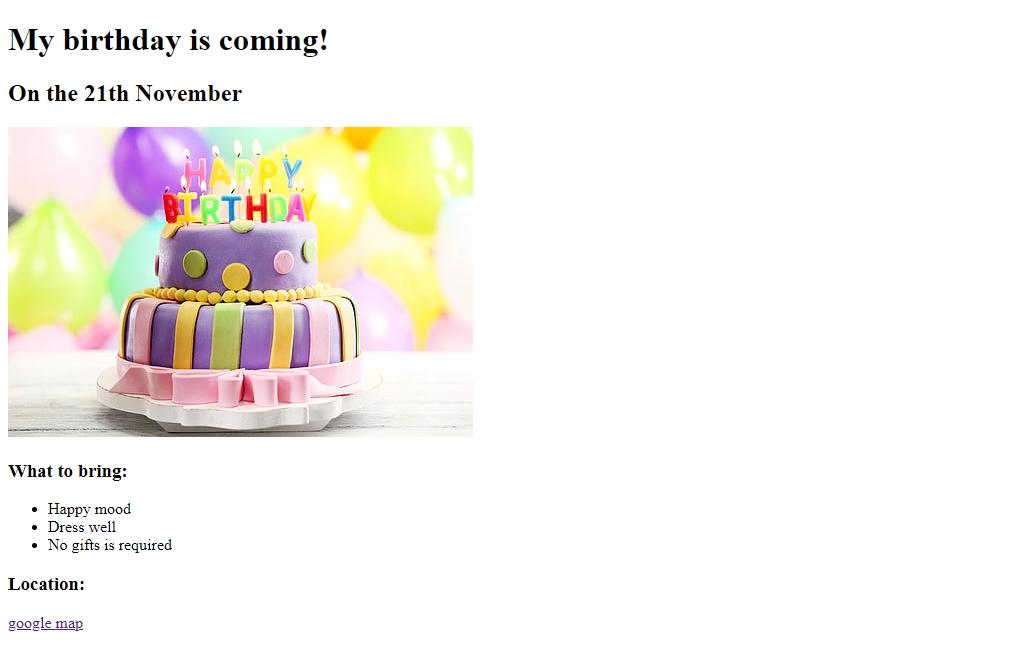 My birthday is coming!
On the 21th November
HAPPY
BIRTHDAY
What to bring:
Happy mood
Dress well
No gifts is required
Location:
google map